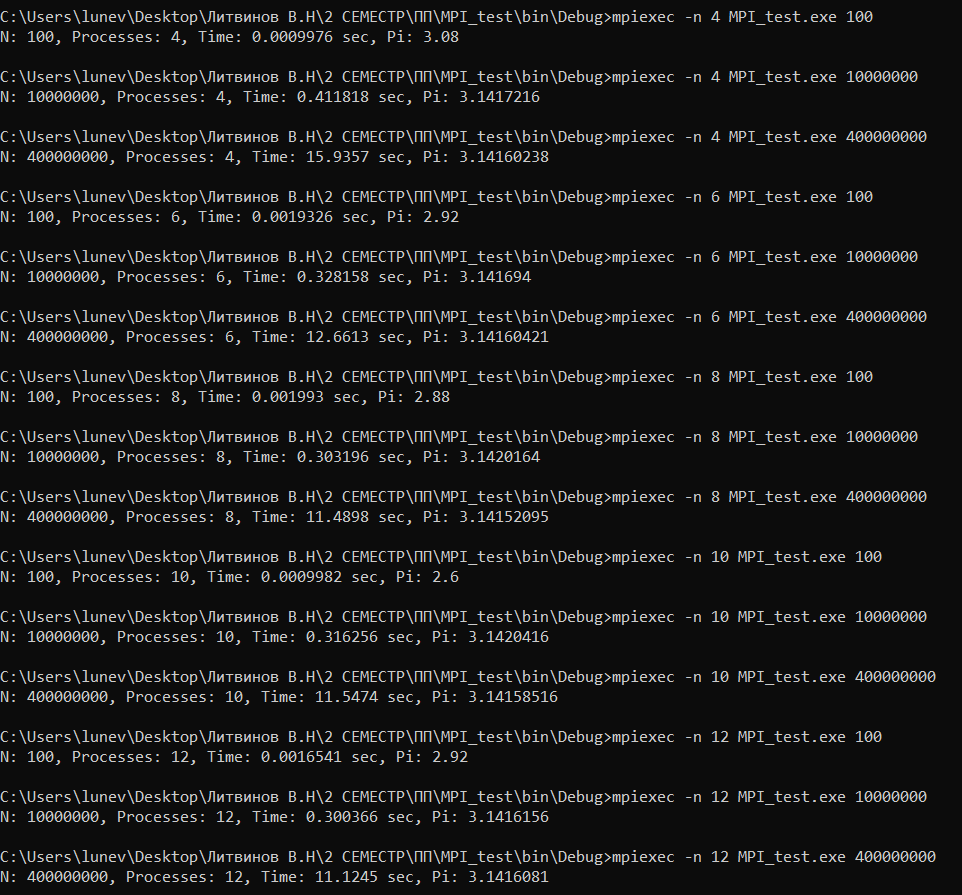 C:\Users\lunev\Desktop\Литвинов В.Н\2 СЕМЕСТР\ПП\MPI_test\bin\Debug>mpiexec -n 4 MPI_test.exe 100
N: 100, Processes: 4, Time: 0.0009976 sec, Pi: 3.08
C:\Users\lunev\Desktop\Литвинов В.Н\2 СЕМЕСТР\ПП\MPI_test\bin\Debug>mpiexec -n 4 MPI_test.exe 10000000
N: 10000000, Processes: 4, Time: 0.411818 sec, Pi: 3.1417216
C:\Users\lunev\Desktop\Литвинов В.Н\2 СЕМЕСТР\ПП\MPI_test\bin\Debug>mpiexec -n 4 MPI_test.exe 400000000
N: 400000000, Processes: 4, Time: 15.9357 sec, Pi: 3.14160238
C:\Users\lunev\Desktop\Литвинов В.Н\2 СЕМЕСТР\ПП\MPI_test\bin\Debug>mpiexec -n 6 MPI_test.exe 100
N: 100, Processes: 6, Time: 0.0019326 sec, Pi: 2.92
C:\Users\lunev\Desktop\Литвинов В.Н\2 СЕМЕСТР\ПП\MPI_test\bin\Debug>mpiexec -n 6 MPI_test.exe 10000000
N: 10000000, Processes: 6, Time: 0.328158 sec, Pi: 3.141694
C:\Users\lunev\Desktop\Литвинов В.Н\2 СЕМЕСТР\ПП\MPI_test\bin\Debug>mpiexec -n 6 MPI_test.exe 400000000
N: 400000000, Processes: 6, Time: 12.6613 sec, Pi: 3.14160421
C:\Users\lunev\Desktop\Литвинов В.Н\2 СЕМЕСТР\ПП\MPI_test\bin\Debug>mpiexec -n 8 MPI_test.exe 100
N: 100, Processes: 8, Time: 0.001993 sec, Pi: 2.88
C:\Users\lunev\Desktop\Литвинов В.Н\2 СЕМЕСТР\ПП\MPI_test\bin\Debug>mpiexec -n 8 MPI_test.exe 10000000
N: 10000000, Processes: 8, Time: 0.303196 sec, Pi: 3.1420164
C:\Users\lunev\Desktop\Литвинов В.Н\2 СЕМЕСТР\ПП\MPI_test\bin\Debug>mpiexec -n 8 MPI_test.exe 400000000
N: 400000000, Processes: 8, Time: 11.4898 sec, Pi: 3.14152095
C:\Users\lunev\Desktop\Литвинов В.Н\2 СЕМЕСТР\ПП\MPI_test\bin\Debug>mpiexec -n 10 MPI_test.exe 100
N: 100, Processes: 10, Time: 0.0009982 sec, Pi: 2.6
C:\Users\lunev\Desktop\Литвинов В.Н\2 СЕМЕСТР\ПП\MPI_test\bin\Debug>mpiexec -n 10 MPI_test.exe 10000000
N: 10000000, Processes: 10, Time: 0.316256 sec, Pi: 3.1420416
C:\Users\lunev\Desktop\Литвинов В.Н\2 СЕМЕСТР\ПП\MPI_test\bin\Debug>mpiexec -n 10 MPI_test.exe 400000000
N: 400000000, Processes: 10, Time: 11.5474 sec, Pi: 3.14158516
C:\Users\lunev\Desktop\Литвинов В.Н\2 СЕМЕСТР\ПП\MPI_test\bin\Debug>mpiexec -n 12 MPI_test.exe 100
N: 100, Processes: 12, Time: 0.0016541 sec, Pi: 2.92
C:\Users\lunev\Desktop\Литвинов В.Н\2 СЕМЕСТР\ПП\MPI_test\bin\Debug>mpiexec -n 12 MPI_test.exe 10000000
N: 10000000, Processes: 12, Time: 0.300366 sec, Pi: 3.1416156
C:\Users\lunev\Desktop\Литвинов В.Н\2 СЕМЕСТР\ПП\MPI_test\bin\Debug>mpiexec -n 12 MPI_test.exe 400000000
N: 400000000, Processes: 12, Time: 11.1245 sec, Pi: 3.1416081